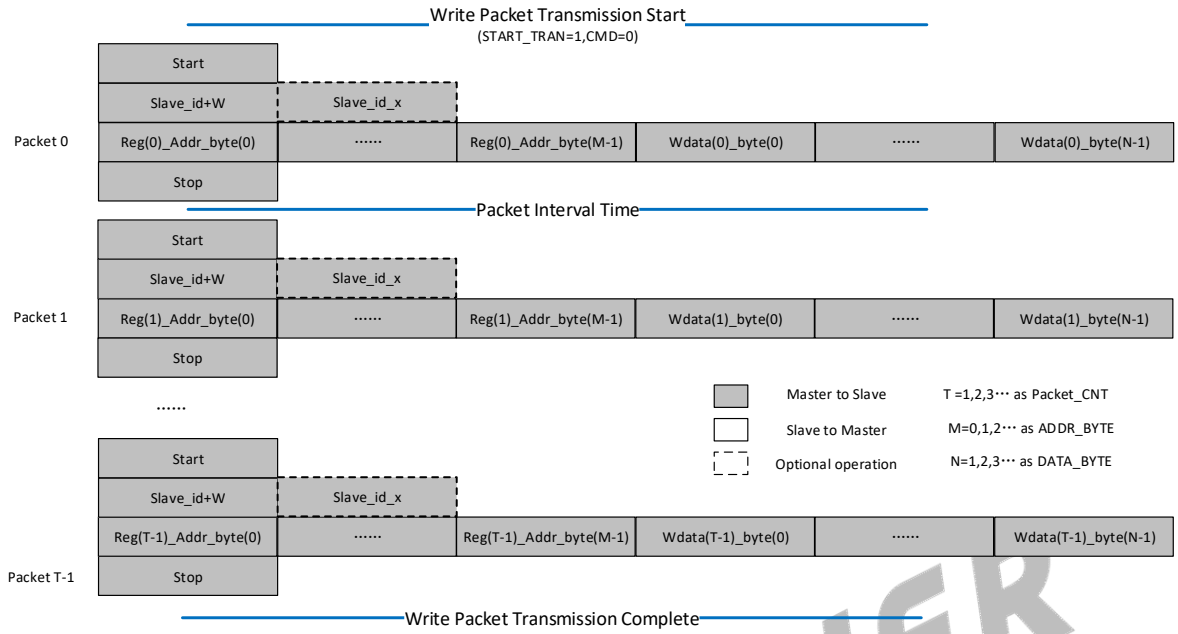 Write Packet Transmission Start
(START_TRAN=1,CMD=0)
Start
Slave_id+W Slave_id_x
Packet 0 Reg(0)_Addr_byte(0) ...... Reg(0)_Addr_byte(M-1) Wdata(0)_byte(0) ...... Wdata(0)_byte(N-1)
Stop
Packet Interval Time
Start
Slave_id+W Slave_id_x
Packet 1 Reg(1)_Addr_byte(0) ...... Reg(1)_Addr_byte(M-1) Wdata(1)_byte(0) ...... Wdata(1)_byte(N-1)
Stop
Master to Slave T =1,2,3··· as Packet_CNT
......
Slave to Master M=0,1,2··· as ADDR_BYTE
Start
Optional operation N=1,2,3··· as DATA_BYTE
Slave_id+W Slave_id_x
Reg(T-1)_Addr_byte(0) ...... Reg(T-1)_Addr_byte(M-1) Wdata(T-1)_byte(0) ...... Wdata(T-1)_byte(N-1)
Packet T-1 Stop
Write Packet Transmission Complete